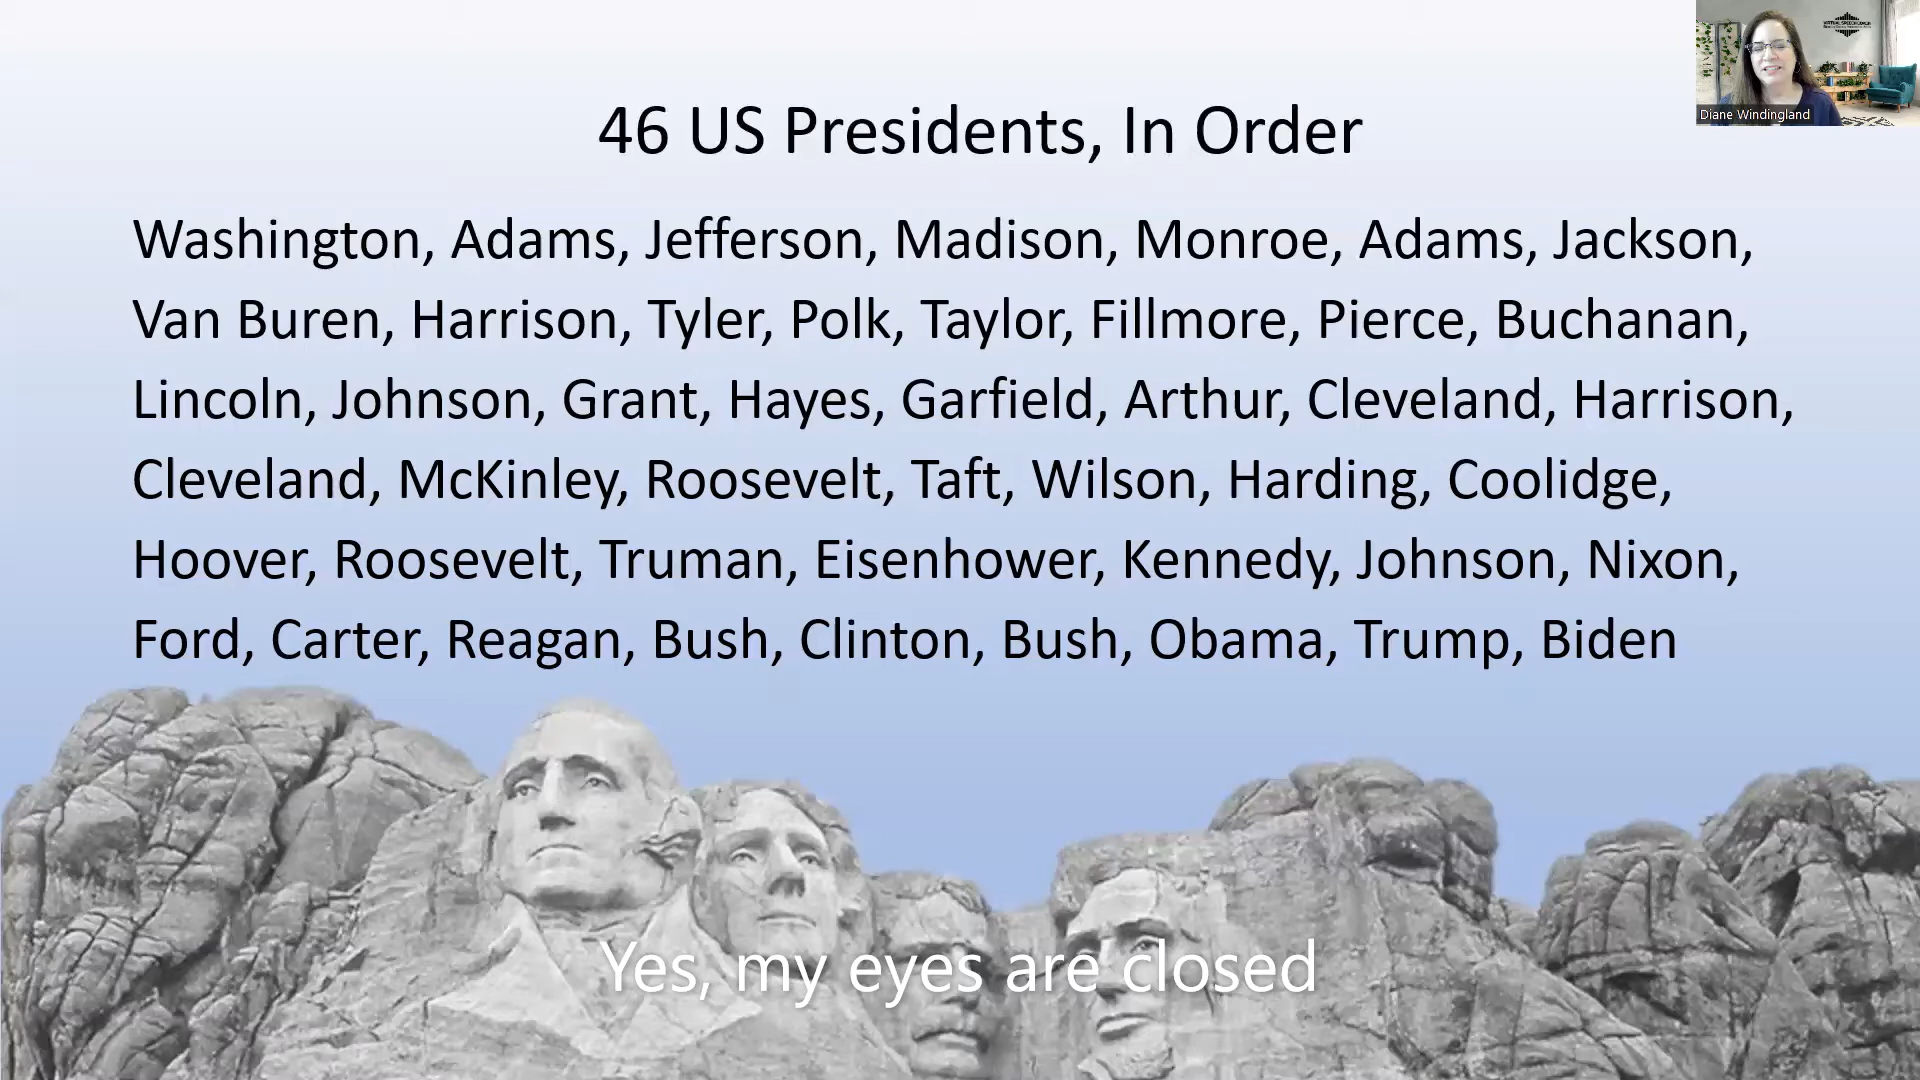 46 US Presidents, In Order
Washington, Adams, Jefferson, Madison, Monroe, Adams, Jackson,
Van Buren, Harrison, Tyler, Polk, Taylor, Fillmore, Pierce, Buchanan,
Lincoln, Johnson, Grant, Hayes, Garfield, Arthur, Cleveland, Harrison,
Cleveland, McKinley, Roosevelt, Taft, Wilson, Harding, Coolidge,
Hoover, Roosevelt, Truman, Eisenhower, Kennedy, Johnson, Nixon,
Ford, Carter, Reagan, Bush, Clinton, Bush, Obama, Trump, Biden
Yes, my eyes are closed
VIRTUAL SPEECH COACH
Diane Windingland